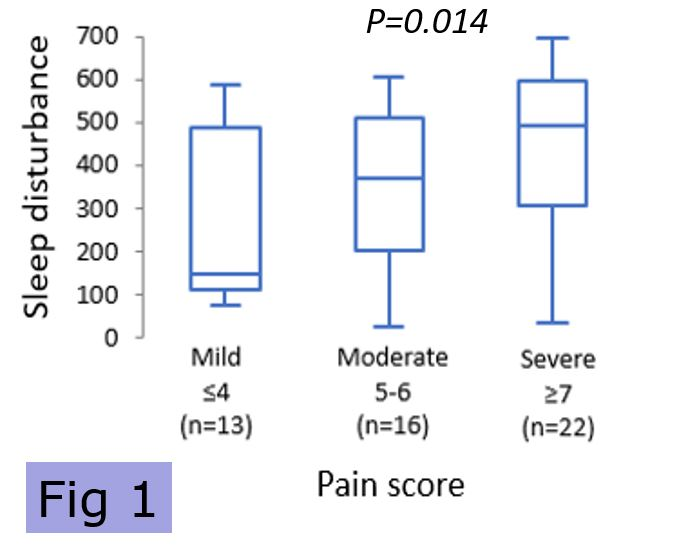 P=0.014
Sleep disturbance
700
600
500
400
300
200
100
0
Mild Moderate Severe
≤4 5-6 ≥7
(n=13) (n=16) (n=22)
Pain score
Fig 1